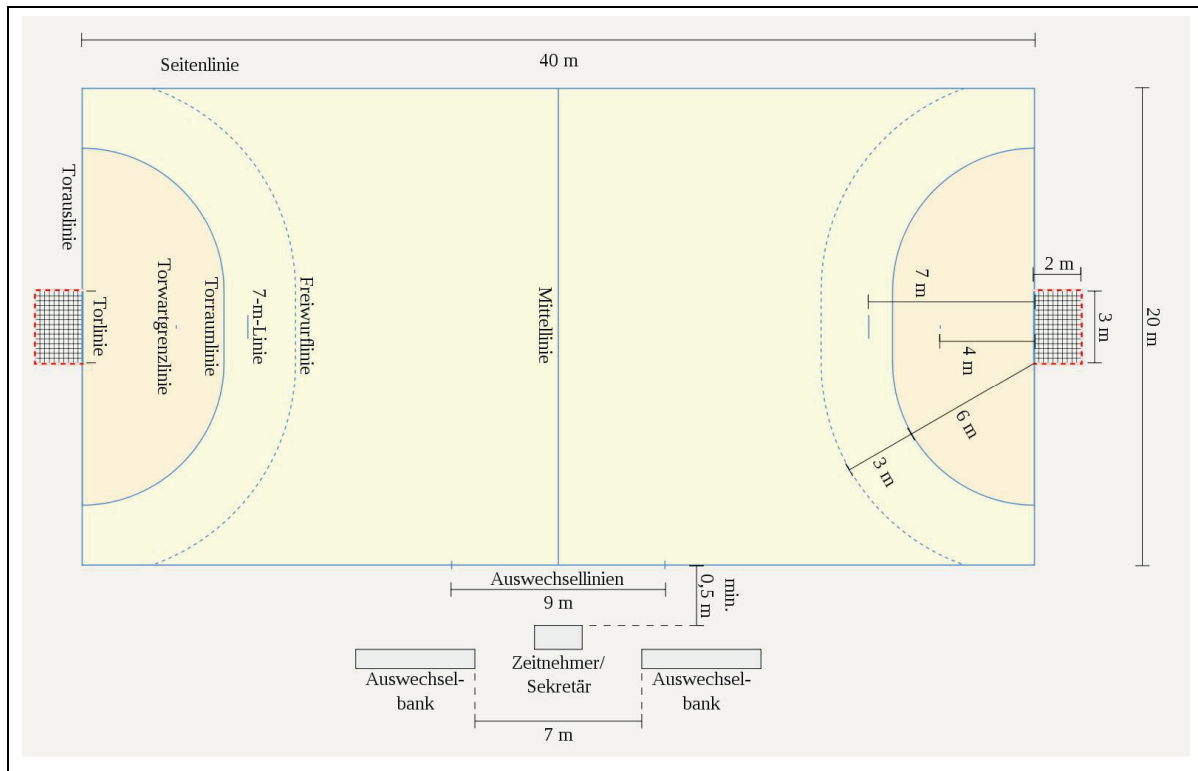 40 m
Seitenlinie
Torauslinie
Torlinie
Torwartgrenzlinie
Torraumlinie
7-m-Linie
Freiwurflinie
Mittellinie
7 m
4 m
6 m
3 m
2 m
3 m
20 m
Auswechsellinien
9 m
min.
0,5 m
Zeitnehmer/
Sekretär
Auswechsel-
bank
Auswechsel-
bank
7 m